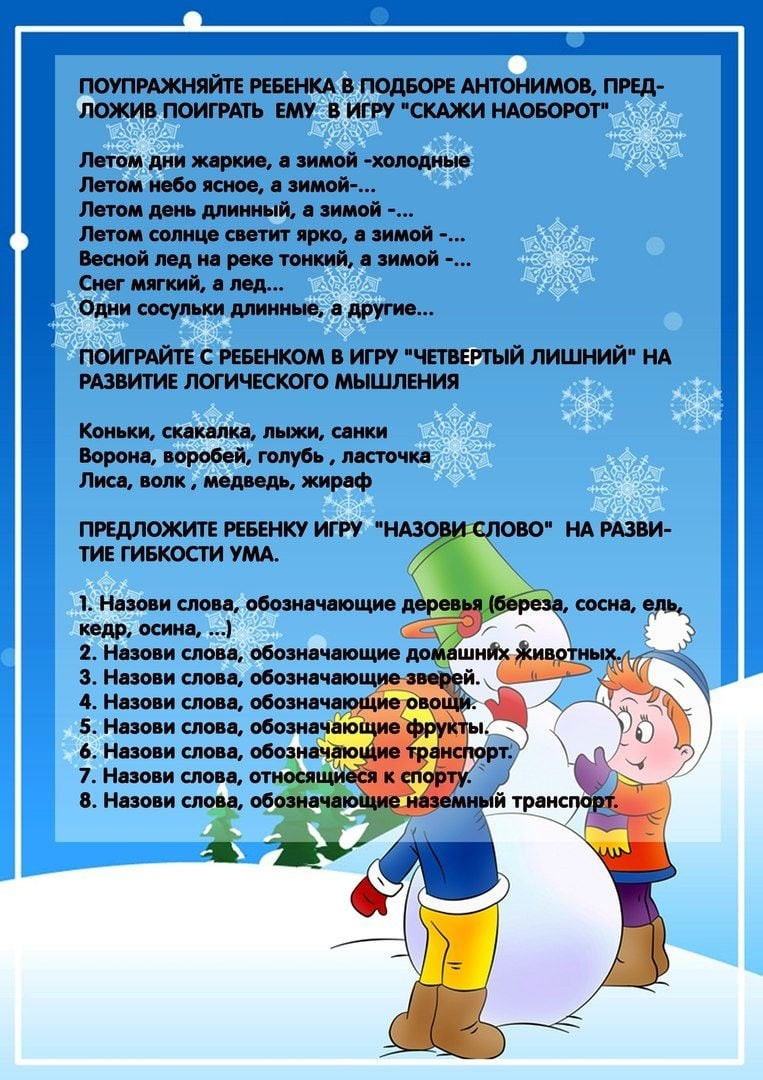 ПОУПРАЖНЯЙТЕ РЕБЕНКА В ПОДБОРЕ АНТОНИМОВ, ПРЕД-
ЛОЖИВ ПОИГРАТЬ ЕМУ В ИГРУ "СКАЖИ НАОБОРОТ"
Летом дни жаркие, а зимой -холодные
Летом небо ясное, а зимой-...
Летом день длинный, а зимой -...
Летом солнце светит ярко, а зимой -...
Весной лед на реке тонкий, а зимой -...
Снег мягкий, а лед...
Одни сосульки длинные, а другие...
ПОИГРАЙТЕ С РЕБЕНКОМ В ИГРУ "ЧЕТВЕРТЫЙ ЛИШНИЙ" НА
РАЗВИТИЕ ЛОГИЧЕСКОГО МЫШЛЕНИЯ
Коньки, скакалка, лыжи, санки
Ворона, воробей, голубь , ласточка
Лиса, волк , медведь, жираф
ПРЕДЛОЖИТЕ РЕБЕНКУ ИГРУ "НАЗОВИ СЛОВО" НА РАЗВИ-
ТИЕ ГИБКОСТИ УМА.
1. Назови слова, обозначающие деревья (береза, сосна, ель,
кедр, осина, ...)
2. Назови слова, обозначающие домашних животных.
3. Назови слова, обозначающие зверей.
4. Назови слова, обозначающие овощи.
5. Назови слова, обозначающие фрукты.
6. Назови слова, обозначающие транспорт.
7. Назови слова, относящиеся к спорту.
8. Назови слова, обозначающие наземный транспорт.